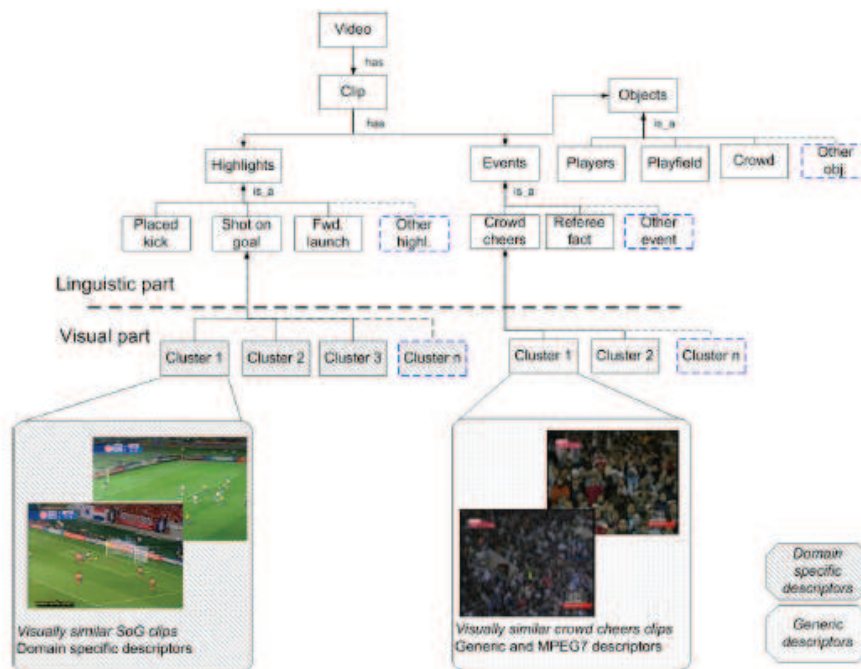 Video
has
Clip
Objects
has
is_a
Highlights
Events
Players
Playfield
Crowd
Other
obj.
is_a
is_a
Placed
kick
Shot on
goal
Fwd.
launch
Other
highl.
Crowd
cheers
Referee
fact
Other
event
Linguistic part
Visual part
Cluster 1
Cluster 2
Cluster 3
Cluster n
Cluster 1
Cluster 2
Cluster n
Visually similar SoG clips
Domain specific descriptors
Visually similar crowd cheers clips
Generic and MPEG7 descriptors
Domain
specific
descriptors
Generic
descriptors